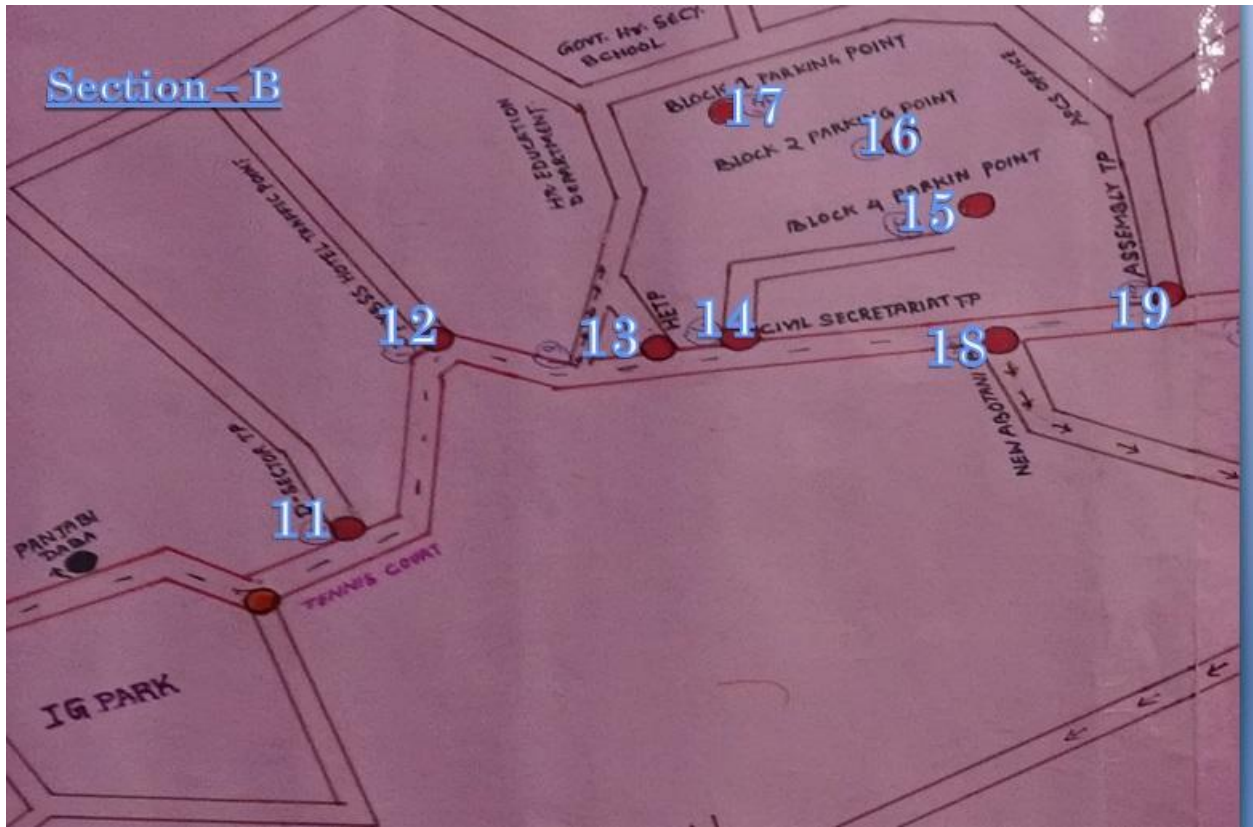 Section – B
GOVT. HR. SECY.
SCHOOL
BLOCK 1 PARKING POINT
17
BLOCK 2 PARKING POINT
16
BLOCK 4 PARKIN POINT
15
APCS OFFICE
ASSEMBLY TP
19
HR. EDUCATION
DEPARTMENT
HOTEL TRAFFIC POINT
12
13
HETP
14
CIVIL SECRETARIAT TP
18
NEW ABOTANI
SECTOR TP
11
PANJABI
DABA
TENNIS COURT
IG PARK